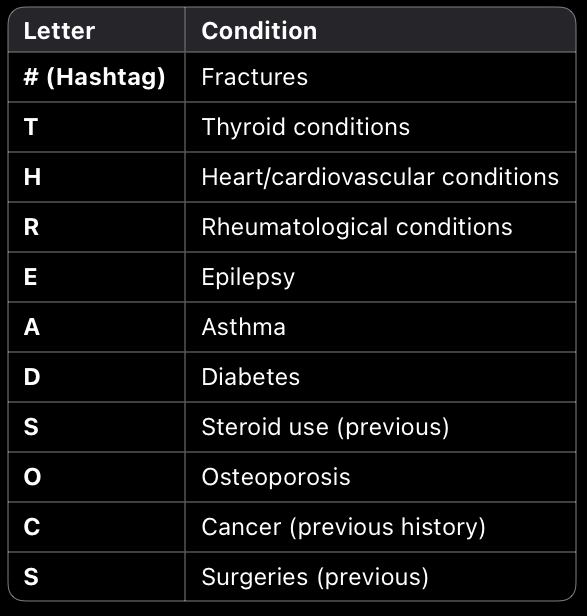 Letter Condition
# (Hashtag) Fractures
T Thyroid conditions
H Heart/cardiovascular conditions
R Rheumatological conditions
E Epilepsy
A Asthma
D Diabetes
S Steroid use (previous)
O Osteoporosis
C Cancer (previous history)
S Surgeries (previous)